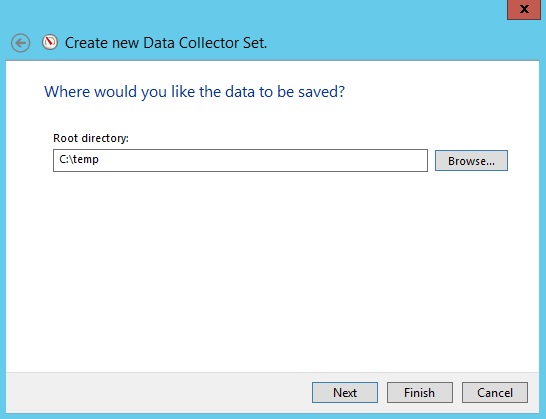 x
Create new Data Collector Set.
Where would you like the data to be saved?
Root directory:
C:\temp
Browse...
Next
Finish
Cancel